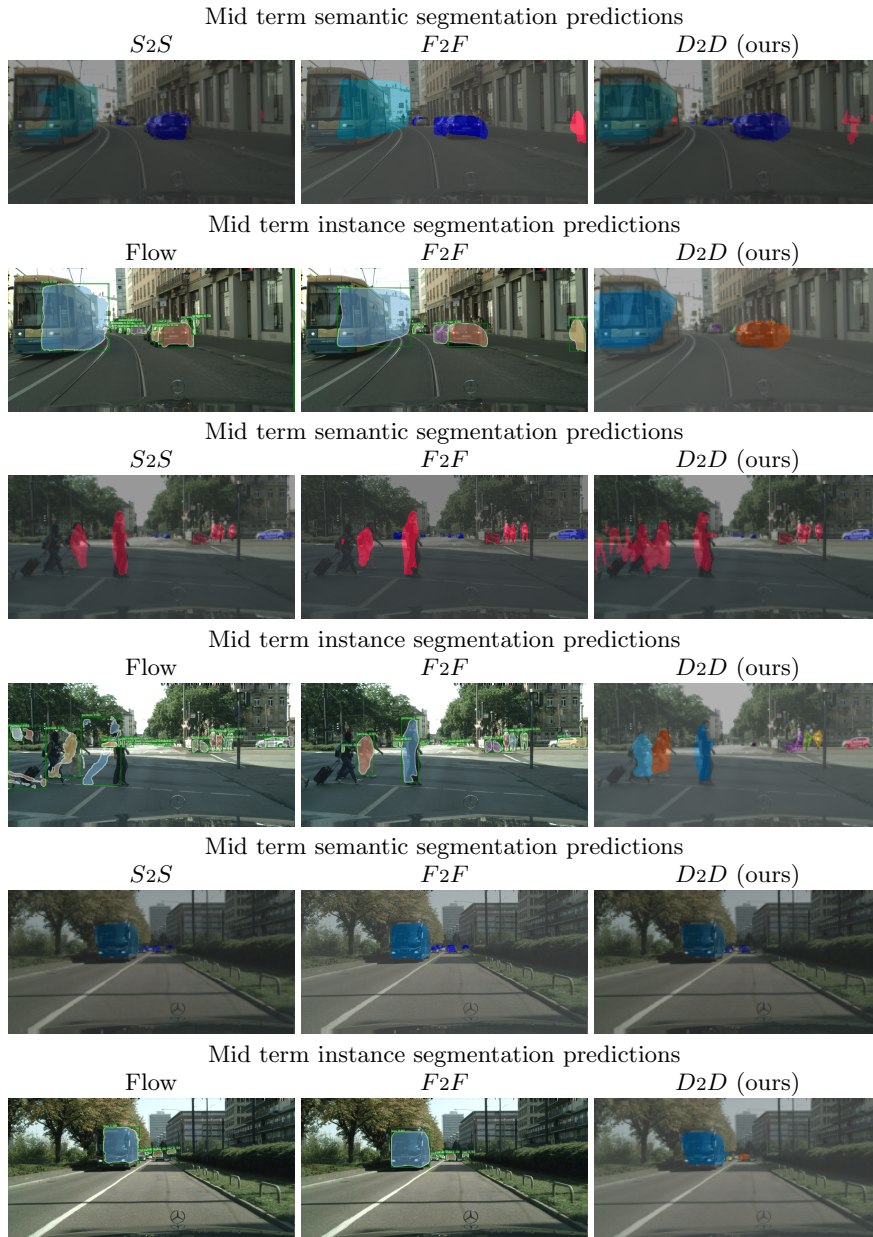 Mid term semantic segmentation predictions
S2S F2F D2D (ours)
Mid term instance segmentation predictions
Flow F2F D2D (ours)
Mid term semantic segmentation predictions
S2S F2F D2D (ours)
Mid term instance segmentation predictions
Flow F2F D2D (ours)
Mid term semantic segmentation predictions
S2S F2F D2D (ours)
Mid term instance segmentation predictions
Flow F2F D2D (ours)